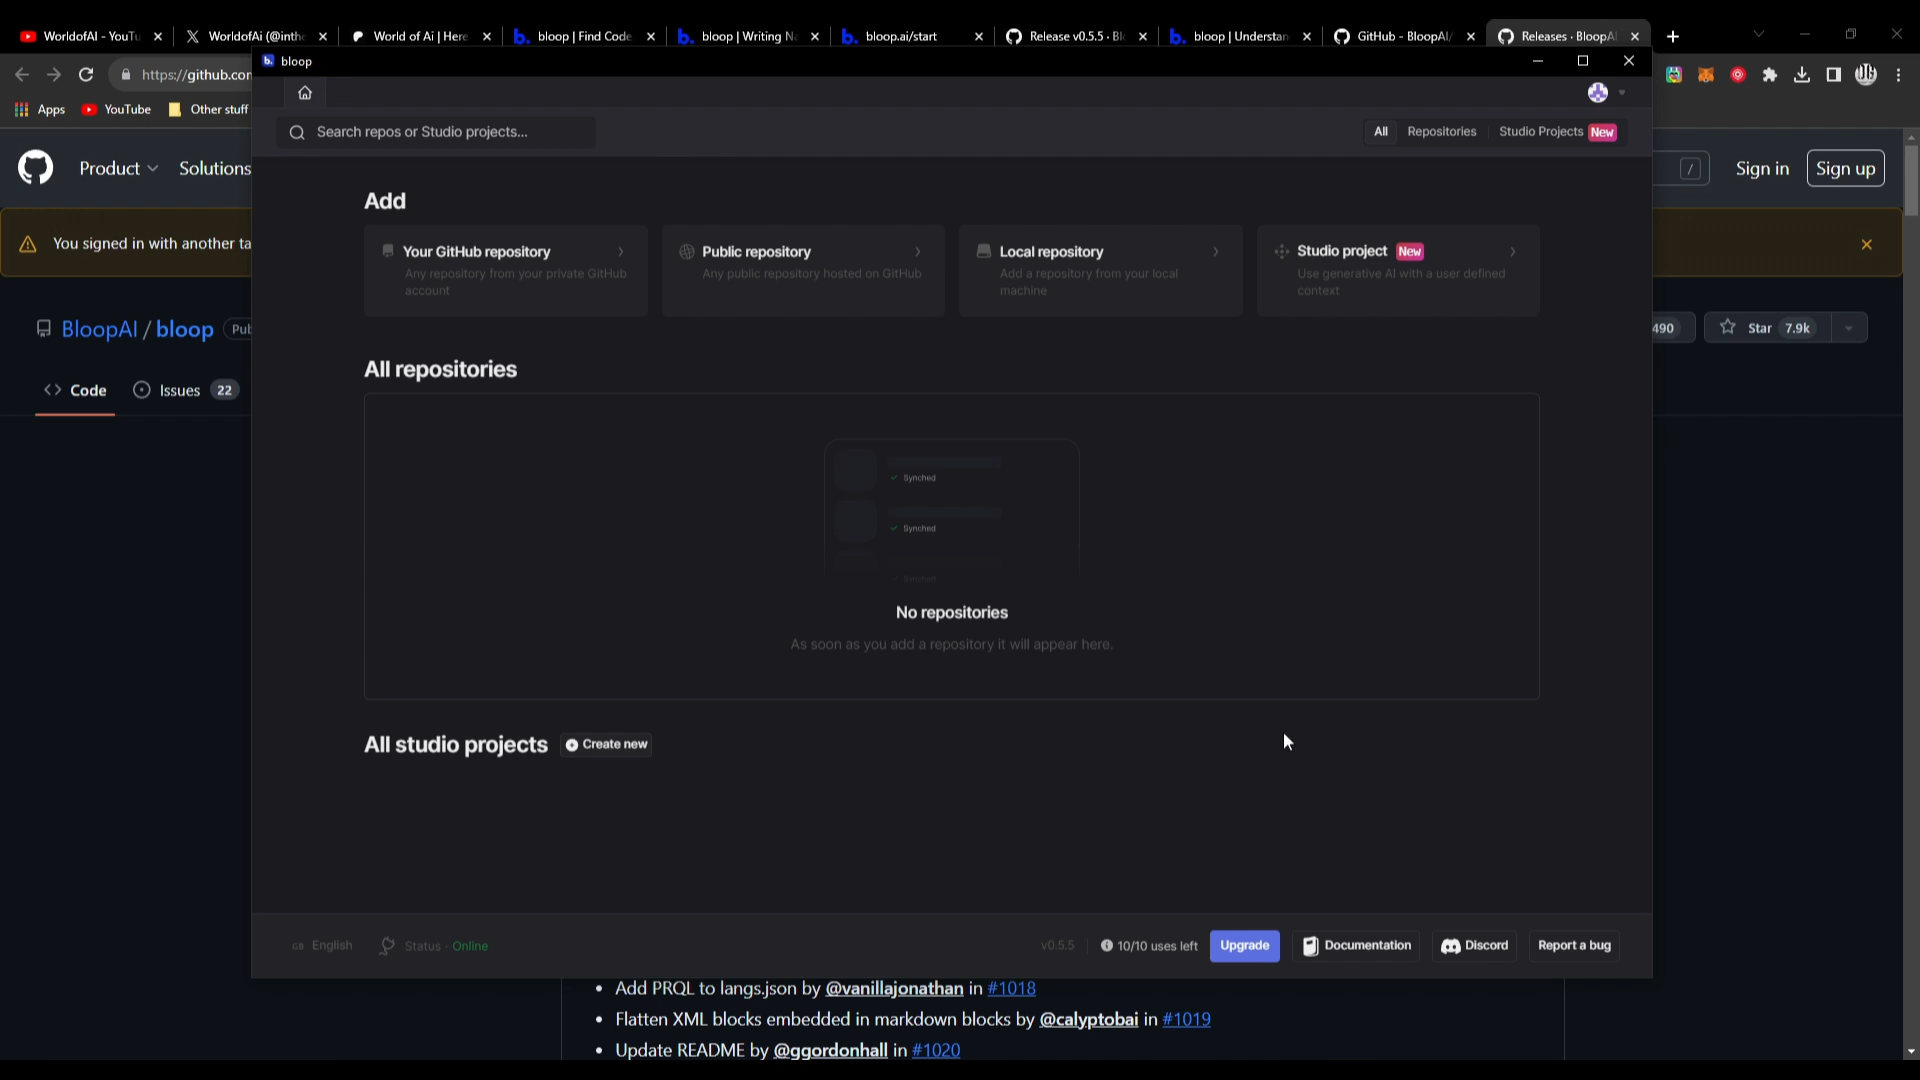 WorldofAI - YouTu
WorldofAi (@inthe
World of Ai | Here
bloop | Find Code
bloop | Writing N
bloop.ai/start
Release v0.5.5 · Bl
bloop | Understan
GitHub - BloopAI/
Releases · BloopA
https://github.com
bloop
Apps
YouTube
Other stuff
Search repos or Studio projects...
All
Repositories
Studio Projects New
Product
Solutions
/
Sign in
Sign up
Add
You signed in with another ta
Your GitHub repository
Any repository from your private GitHub
account
Public repository
Any public repository hosted on GitHub
Local repository
Add a repository from your local
machine
Studio project New
Use generative AI with a user defined
context
BloopAI / bloop
Pub
490
Star 7.9k
Code
Issues 22
All repositories
Synched
Synched
Synched
No repositories
As soon as you add a repository it will appear here.
All studio projects
Create new
GB English
Status · Online
v0.5.5
10/10 uses left
Upgrade
Documentation
Discord
Report a bug
• Add PRQL to langs.json by @vanillajonathan in #1018
• Flatten XML blocks embedded in markdown blocks by @calyptobai in #1019
• Update README by @ggordonhall in #1020